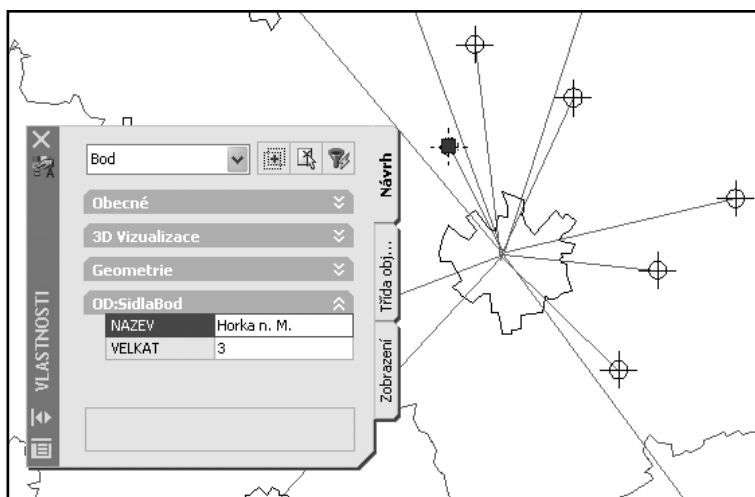 Bod
Obecné
3D Vizualizace
Geometrie
OD:SidlaBod
NAZEV Horka n. M.
VELKAT 3
VLASTNOSTI
Návrh
Třída obj...
Zobrazení